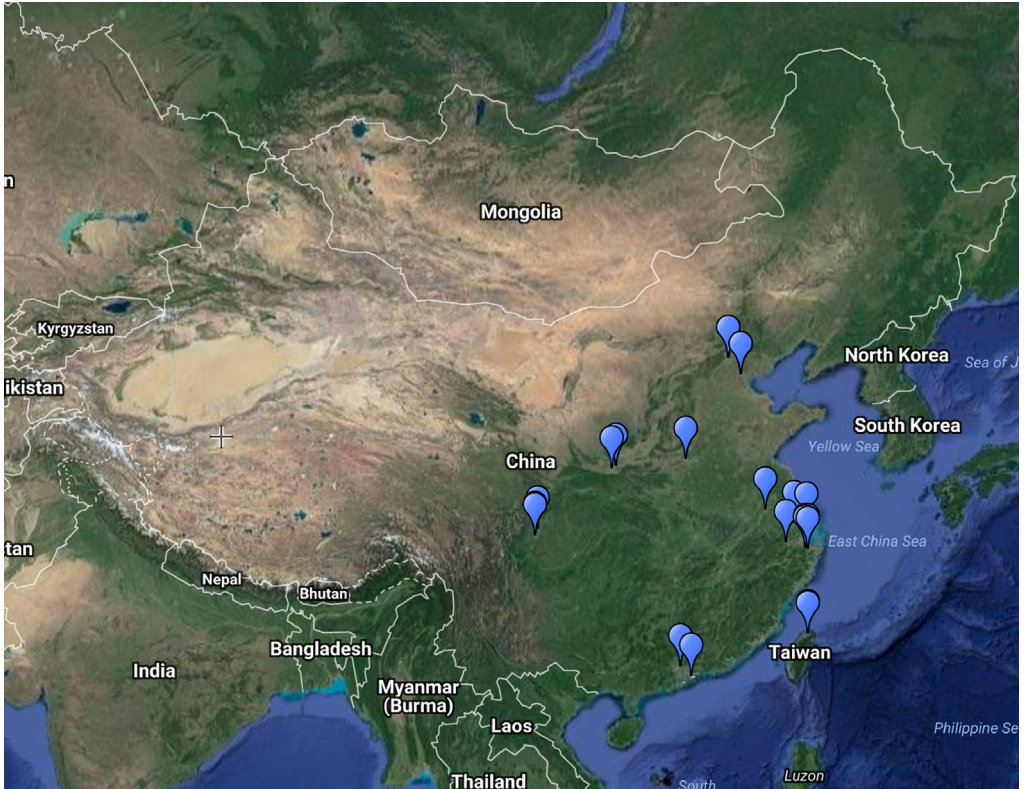 Mongolia
n
Kyrgyzstan
North Korea
Sea of J
ikistan
South Korea
Yellow Sea
China
East China Sea
tan
Nepal
Bhutan
Bangladesh
Taiwan
India
Myanmar
(Burma)
Laos
Philippine Se
Thailand
South
Luzon